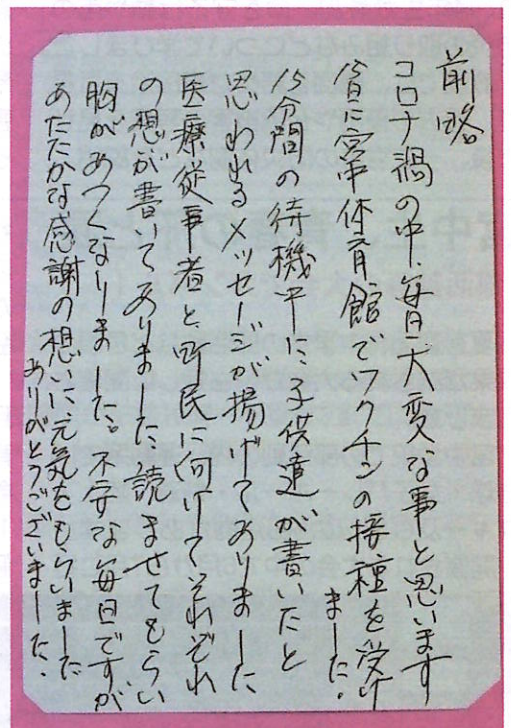 前略
コロナ禍の中、毎日大変な事と思います
15日に宮中体育館でワクチンの接種を受け
ました。
15分間の待機中に、子供達が書いたと
思われるメッセージが揚げてありました
医療従事者と、町民に向けてそれぞれ
の想いが書いてありました、読ませてもらい
胸があつくなりました。不安な毎日ですが
あたたかな感謝の想いに、元気をもらいました
ありがとうございました.